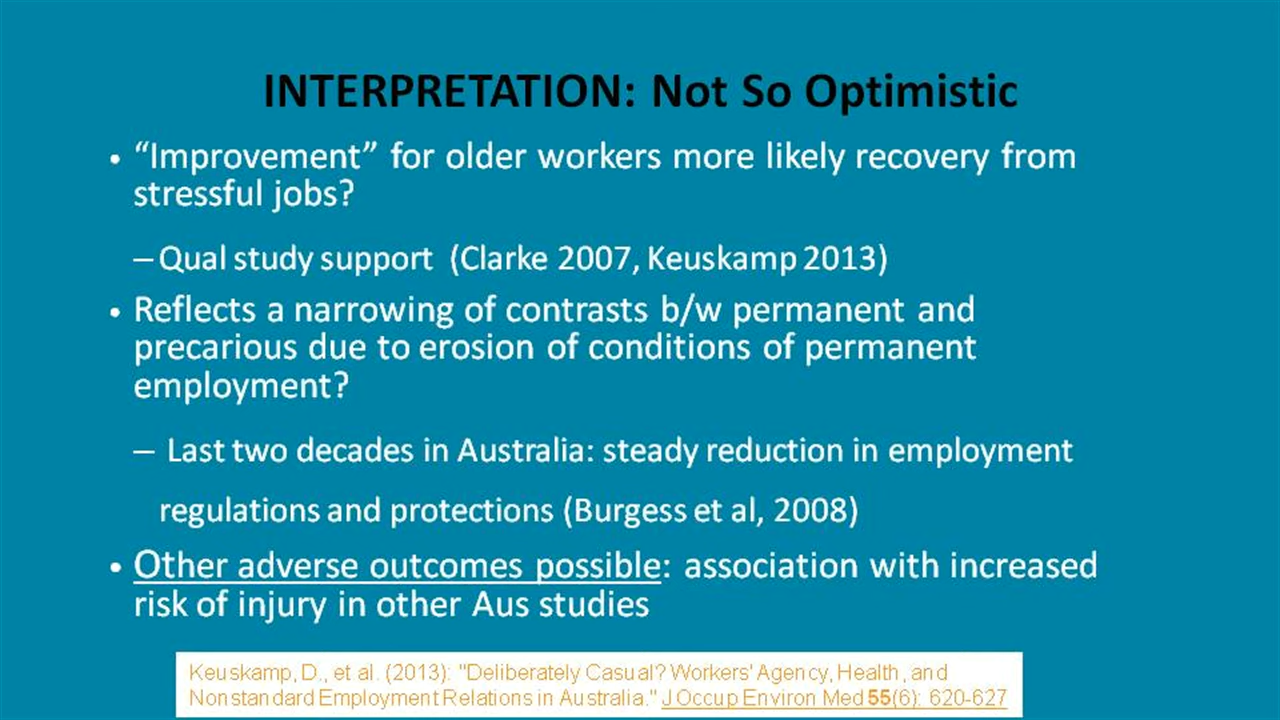 INTERPRETATION: Not So Optimistic
• “Improvement” for older workers more likely recovery from
stressful jobs?
– Qual study support (Clarke 2007, Keuskamp 2013)
• Reflects a narrowing of contrasts b/w permanent and
precarious due to erosion of conditions of permanent
employment?
– Last two decades in Australia: steady reduction in employment
regulations and protections (Burgess et al, 2008)
• Other adverse outcomes possible: association with increased
risk of injury in other Aus studies
Keuskamp, D., et al. (2013): "Deliberately Casual? Workers' Agency, Health, and
Nonstandard Employment Relations in Australia." J Occup Environ Med 55(6): 620-627